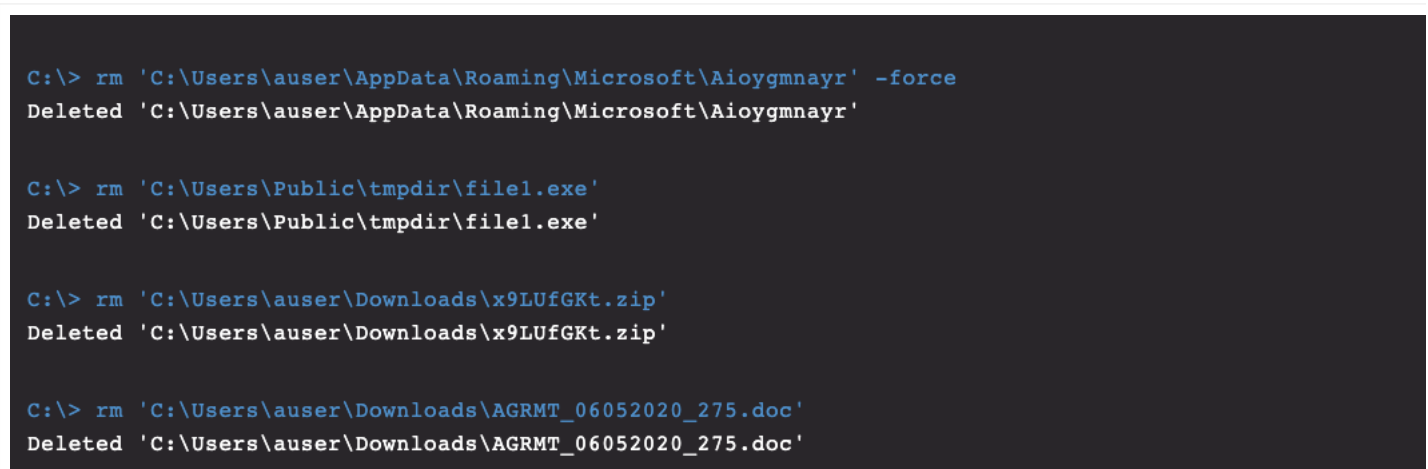 C:\> rm 'C:\Users\auser\AppData\Roaming\Microsoft\Aioygmnayr' -force
Deleted 'C:\Users\auser\AppData\Roaming\Microsoft\Aioygmnayr'
C:\> rm 'C:\Users\Public\tmpdir\file1.exe'
Deleted 'C:\Users\Public\tmpdir\file1.exe'
C:\> rm 'C:\Users\auser\Downloads\x9LUfGKt.zip'
Deleted 'C:\Users\auser\Downloads\x9LUfGKt.zip'
C:\> rm 'C:\Users\auser\Downloads\AGRMT_06052020_275.doc'
Deleted 'C:\Users\auser\Downloads\AGRMT_06052020_275.doc'